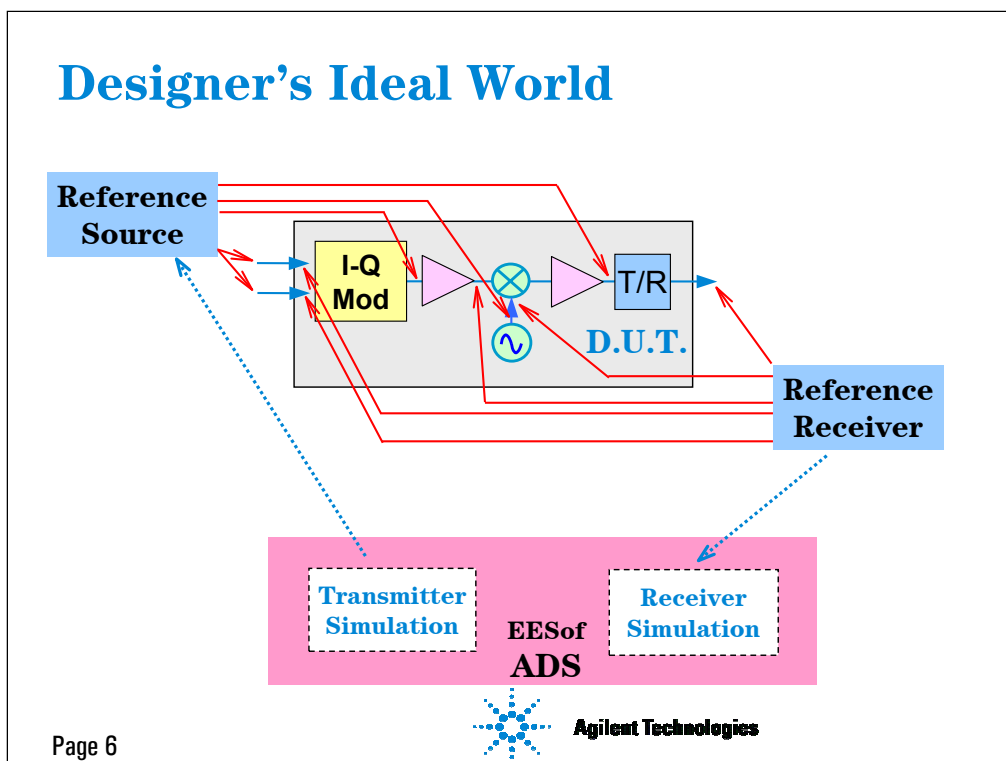 Designer's Ideal World
Reference
Source
I-Q
Mod
T/R
D.U.T.
Reference
Receiver
Transmitter
Simulation
EESof
ADS
Receiver
Simulation
Agilent Technologies
Page 6